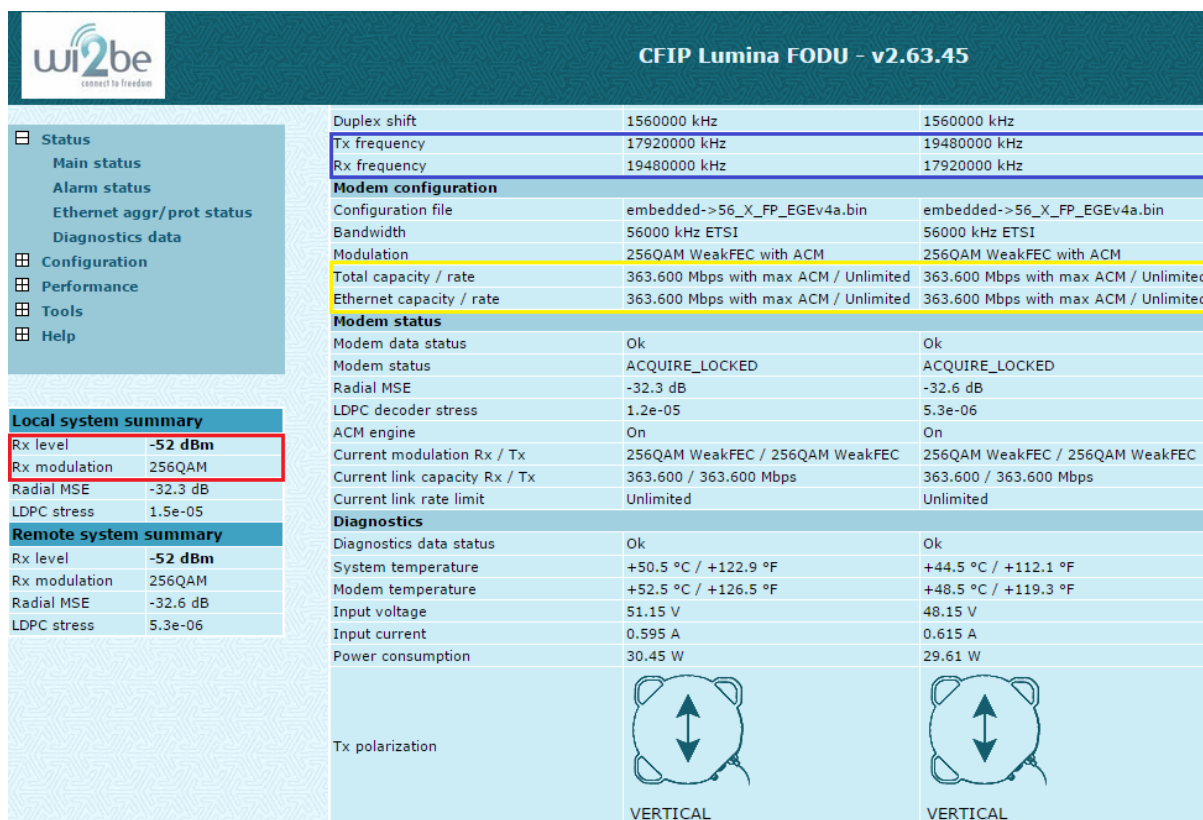 wi2be
connect to freedom
CFIP Lumina FODU - v2.63.45
Status
Main status
Alarm status
Ethernet aggr/prot status
Diagnostics data
Configuration
Performance
Tools
Help
Local system summary
Rx level -52 dBm
Rx modulation 256QAM
Radial MSE -32.3 dB
LDPC stress 1.5e-05
Remote system summary
Rx level -52 dBm
Rx modulation 256QAM
Radial MSE -32.6 dB
LDPC stress 5.3e-06
Duplex shift 1560000 kHz 1560000 kHz
Tx frequency 17920000 kHz 19480000 kHz
Rx frequency 19480000 kHz 17920000 kHz
Modem configuration
Configuration file embedded->56_X_FP_EGEv4a.bin embedded->56_X_FP_EGEv4a.bin
Bandwidth 56000 kHz ETSI 56000 kHz ETSI
Modulation 256QAM WeakFEC with ACM 256QAM WeakFEC with ACM
Total capacity / rate 363.600 Mbps with max ACM / Unlimited 363.600 Mbps with max ACM / Unlimited
Ethernet capacity / rate 363.600 Mbps with max ACM / Unlimited 363.600 Mbps with max ACM / Unlimited
Modem status
Modem data status Ok Ok
Modem status ACQUIRE_LOCKED ACQUIRE_LOCKED
Radial MSE -32.3 dB -32.6 dB
LDPC decoder stress 1.2e-05 5.3e-06
ACM engine On On
Current modulation Rx / Tx 256QAM WeakFEC / 256QAM WeakFEC 256QAM WeakFEC / 256QAM WeakFEC
Current link capacity Rx / Tx 363.600 / 363.600 Mbps 363.600 / 363.600 Mbps
Current link rate limit Unlimited Unlimited
Diagnostics
Diagnostics data status Ok Ok
System temperature +50.5 °C / +122.9 °F +44.5 °C / +112.1 °F
Modem temperature +52.5 °C / +126.5 °F +48.5 °C / +119.3 °F
Input voltage 51.15 V 48.15 V
Input current 0.595 A 0.615 A
Power consumption 30.45 W 29.61 W
Tx polarization
VERTICAL VERTICAL